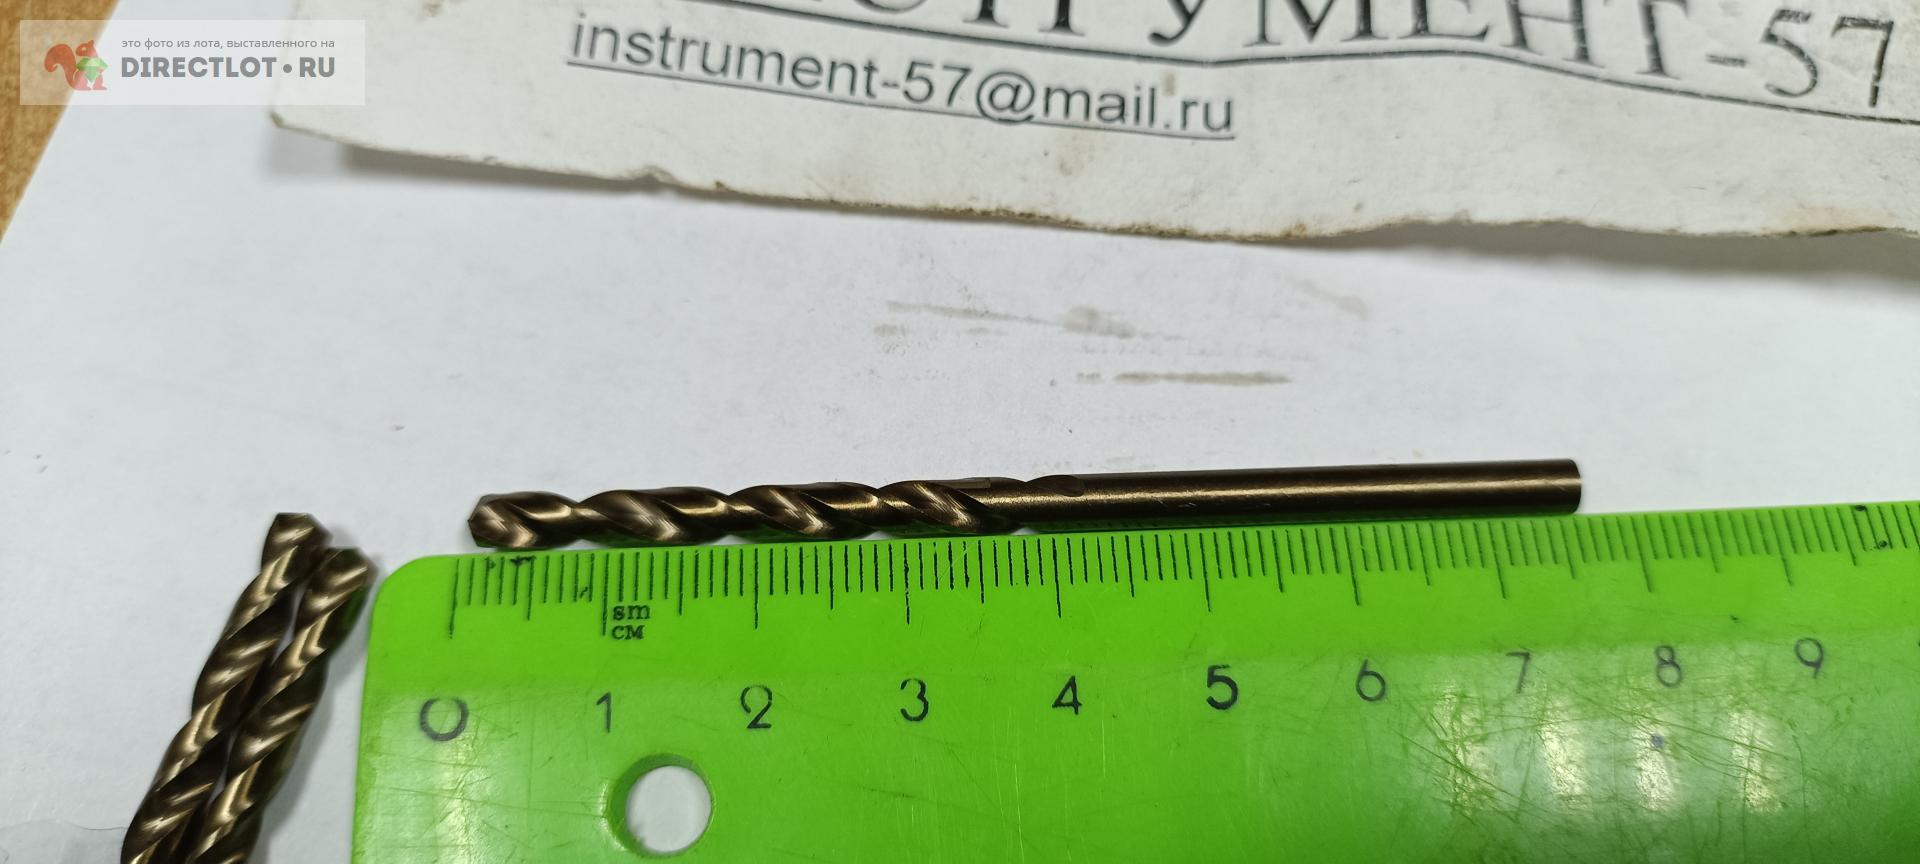 это фото из лота, выставленного на
DIRECTLOT•RU
-57
instrument-57@mail.ru
sm
см
0 1 2 3 4 5 6 7 8 9